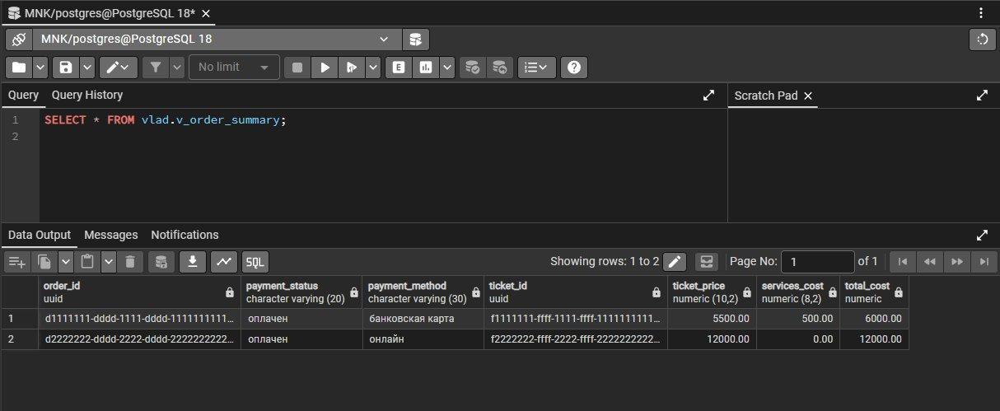 MNK/postgres@PostgreSQL 18*
MNK/postgres@PostgreSQL 18
No limit
E
Query Query History
Scratch Pad
1 SELECT * FROM vlad.v_order_summary;
2
Data Output Messages Notifications
SQL Showing rows: 1 to 2 Page No: 1 of 1
order_id payment_status payment_method ticket_id ticket_price services_cost total_cost
uuid character varying (20) character varying (30) uuid numeric (10,2) numeric (8,2) numeric
1 d1111111-dddd-1111-dddd-1111111111... оплачен банковская карта f1111111-ffff-1111-ffff-1111111111... 5500.00 500.00 6000.00
2 d2222222-dddd-2222-dddd-2222222222... оплачен онлайн f2222222-ffff-2222-ffff-2222222222... 12000.00 0.00 12000.00